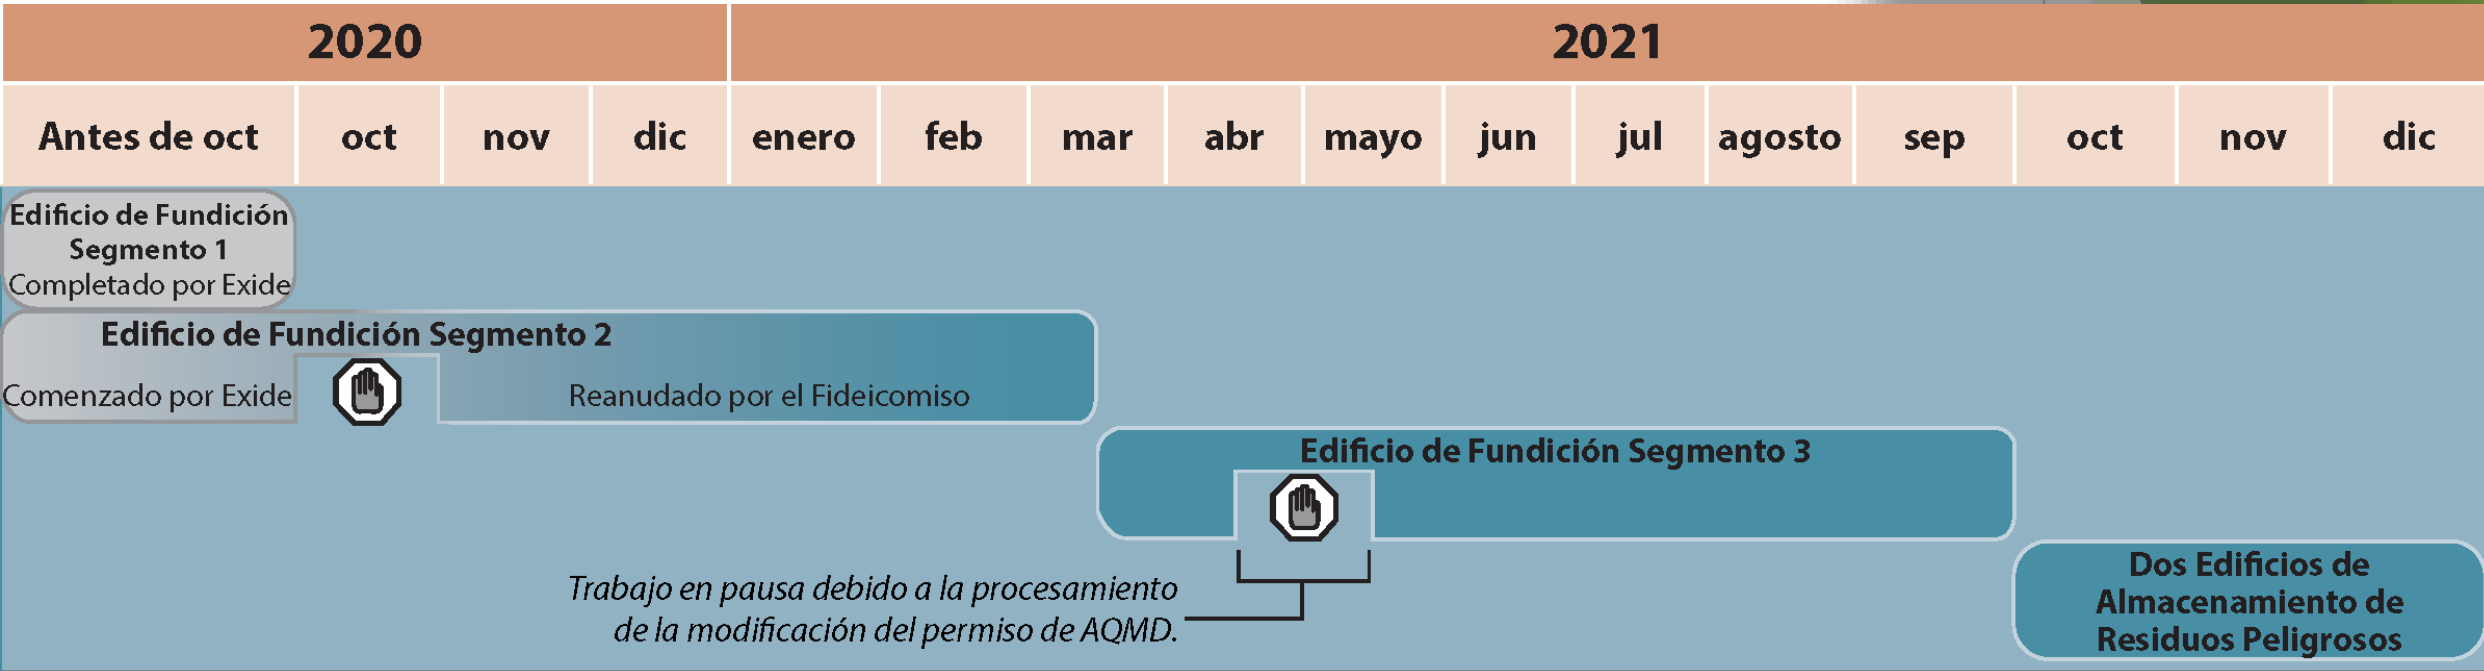 2020
2021
Antes de oct
oct
nov
dic
enero
feb
mar
abr
mayo
jun
jul
agosto
sep
oct
nov
dic
Edificio de Fundición
Segmento 1
Completado por Exide
Edificio de Fundición Segmento 2
Comenzado por Exide
Reanudado por el Fideicomiso
Edificio de Fundición Segmento 3
Trabajo en pausa debido a la procesamiento
de la modificación del permiso de AQMD.
Dos Edificios de
Almacenamiento de
Residuos Peligrosos